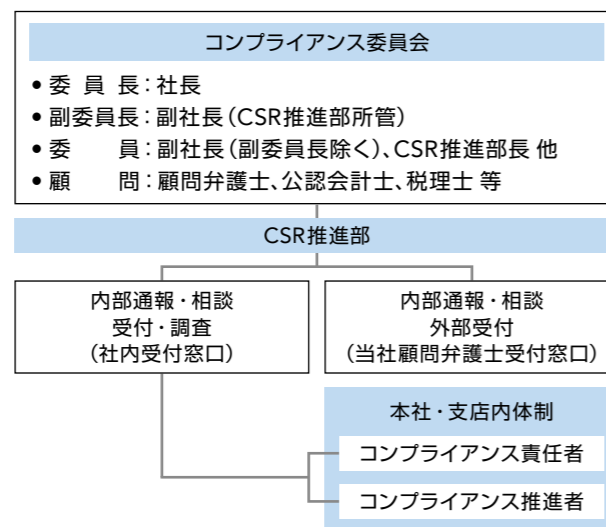 コンプライアンス委員会
• 委 員 長：社長
• 副委員長：副社長（CSR推進部所管）
• 委　　員：副社長（副委員長除く）、CSR推進部長 他
• 顧　　問：顧問弁護士、公認会計士、税理士 等
CSR推進部
内部通報・相談
受付・調査
（社内受付窓口）
内部通報・相談
外部受付
（当社顧問弁護士受付窓口）
本社・支店内体制
コンプライアンス責任者
コンプライアンス推進者